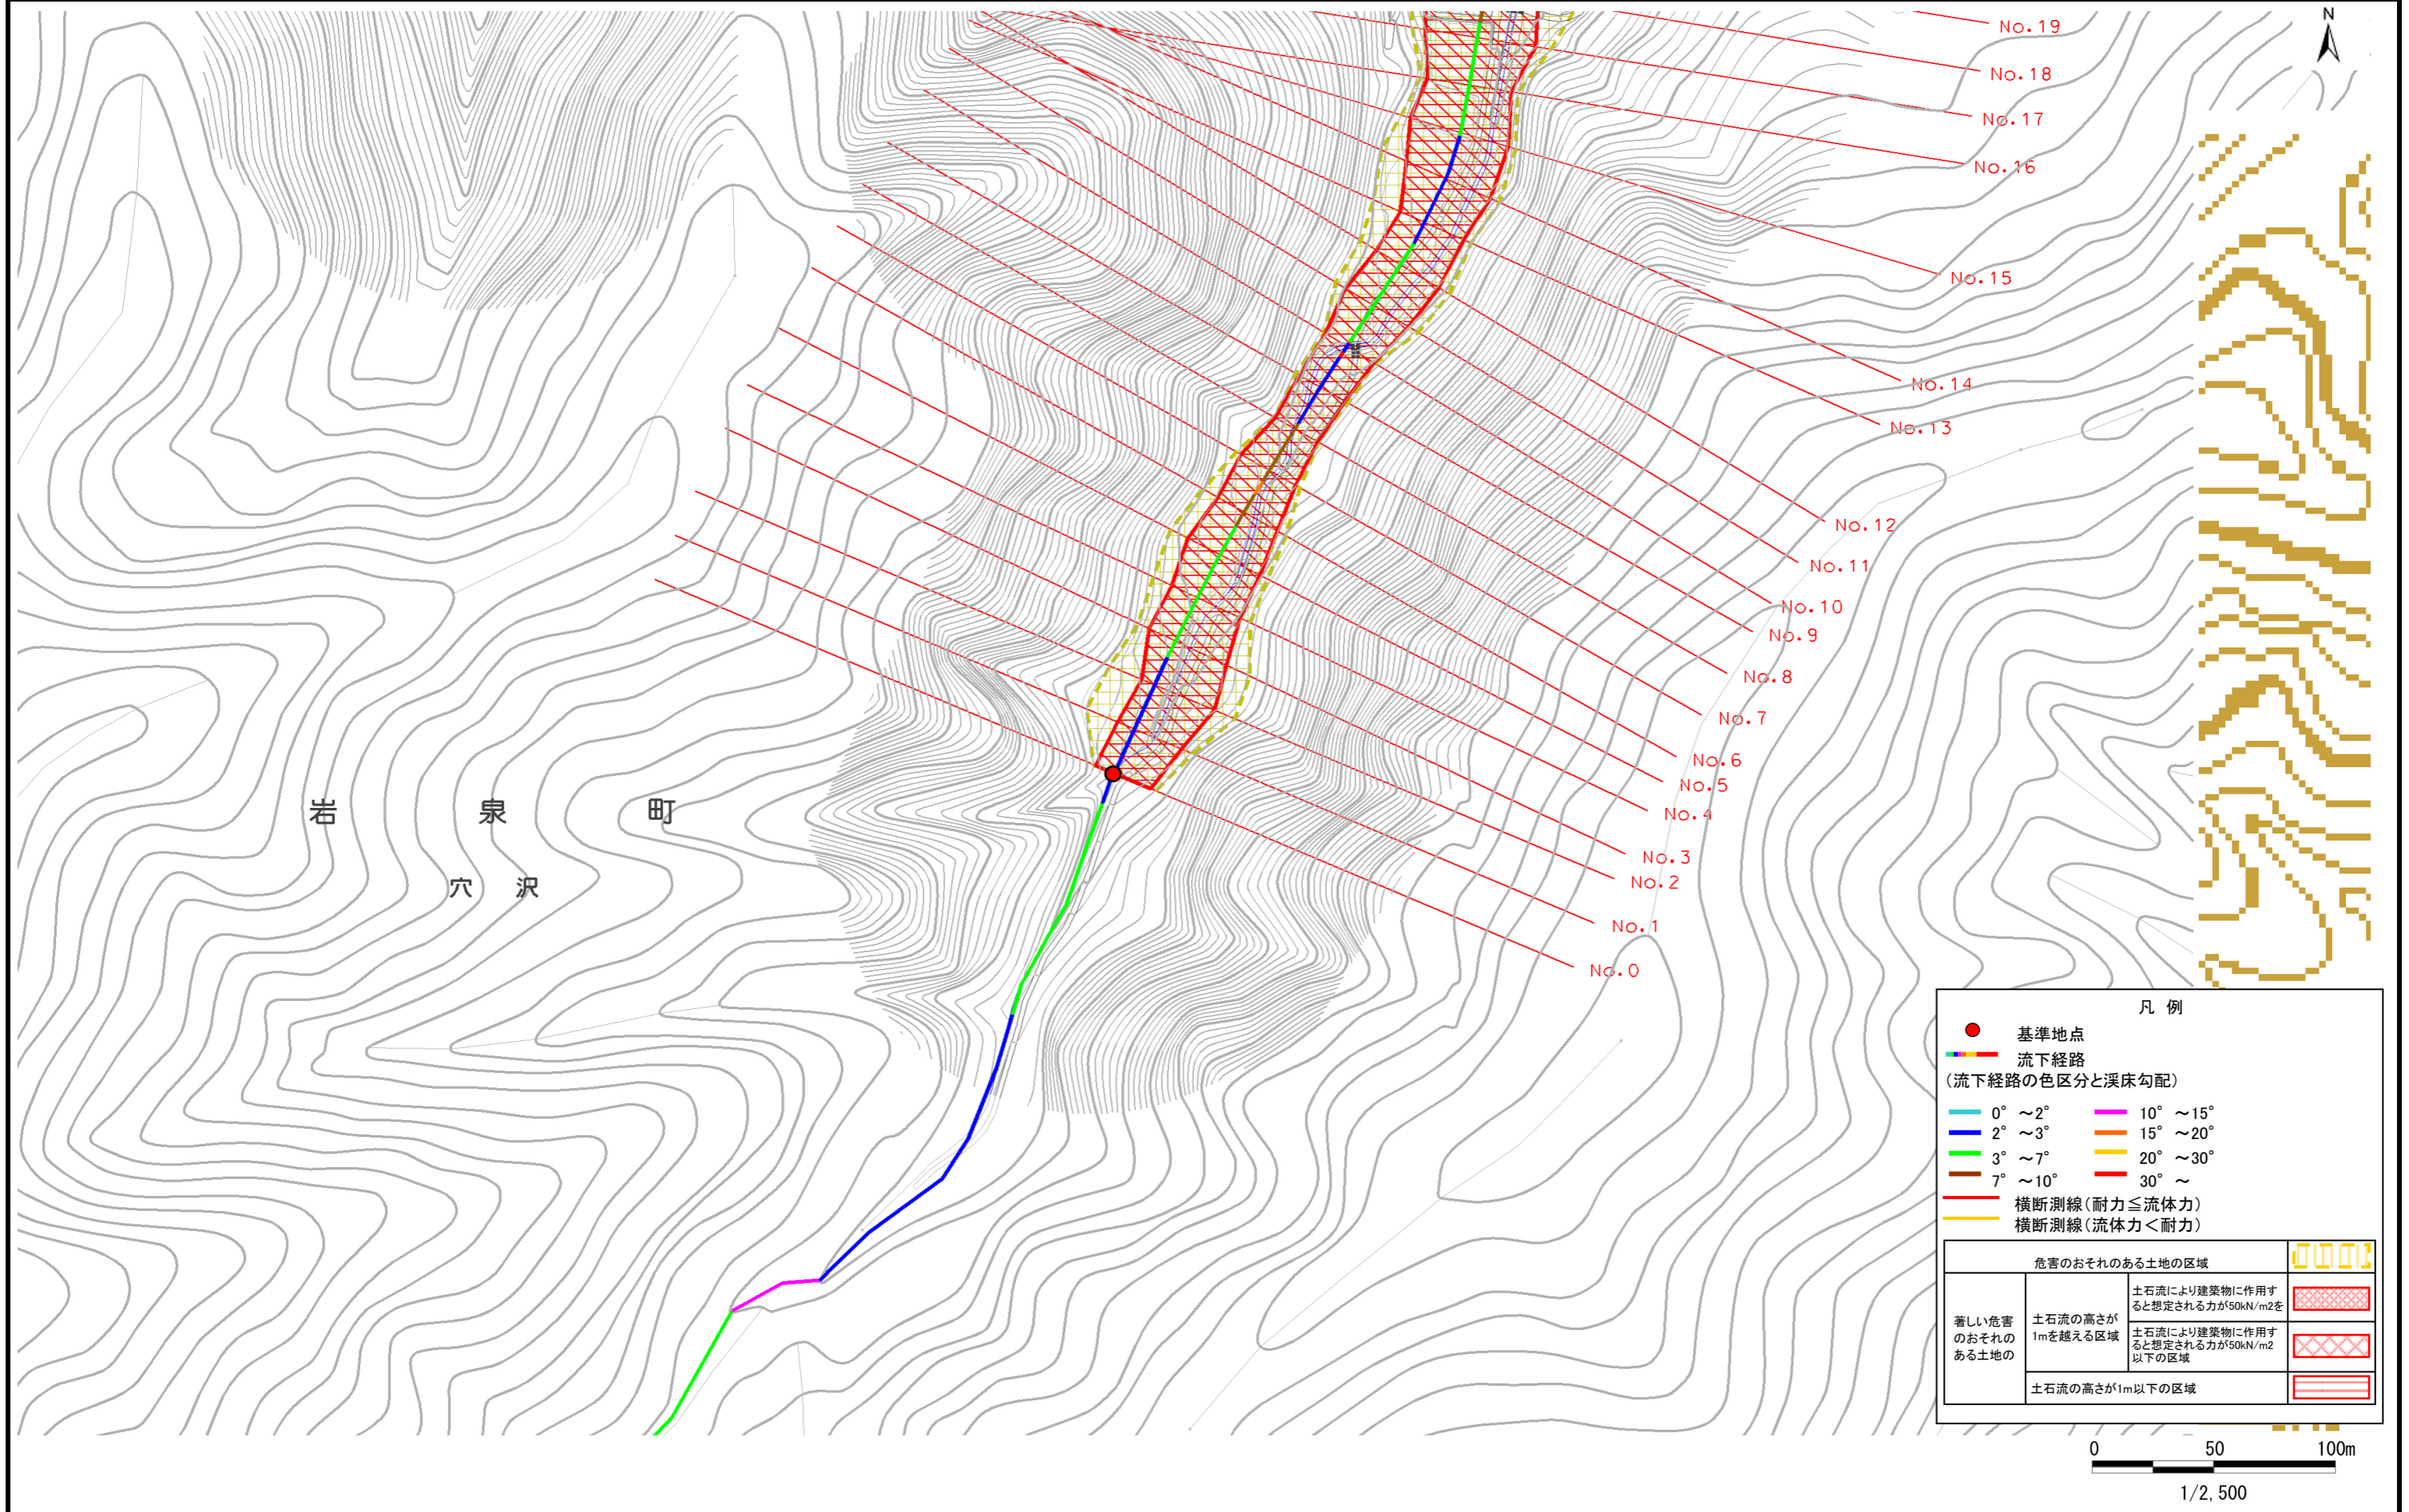 N
No.19
No.18
No.17
No.16
No.15
No.14
No.13
No.12
No.11
No.10
No.9
No.8
No.7
No.6
No.5
No.4
No.3
No.2
No.1
No.0
岩 泉 町
穴 沢
凡 例
基準地点
流下経路
(流下経路の色区分と渓床勾配)
0° ～2° 10° ～15°
2° ～3° 15° ～20°
3° ～7° 20° ～30°
7° ～10° 30° ～
横断測線(耐力≦流体力)
横断測線(流体力＜耐力)
危害のおそれのある土地の区域
著しい危害
のおそれの
ある土地の
土石流の高さが
1mを越える区域
土石流により建築物に作用す
ると想定される力が50kN/m2を
土石流により建築物に作用す
ると想定される力が50kN/m2
以下の区域
土石流の高さが1m以下の区域
0 50 100m
1/2,500